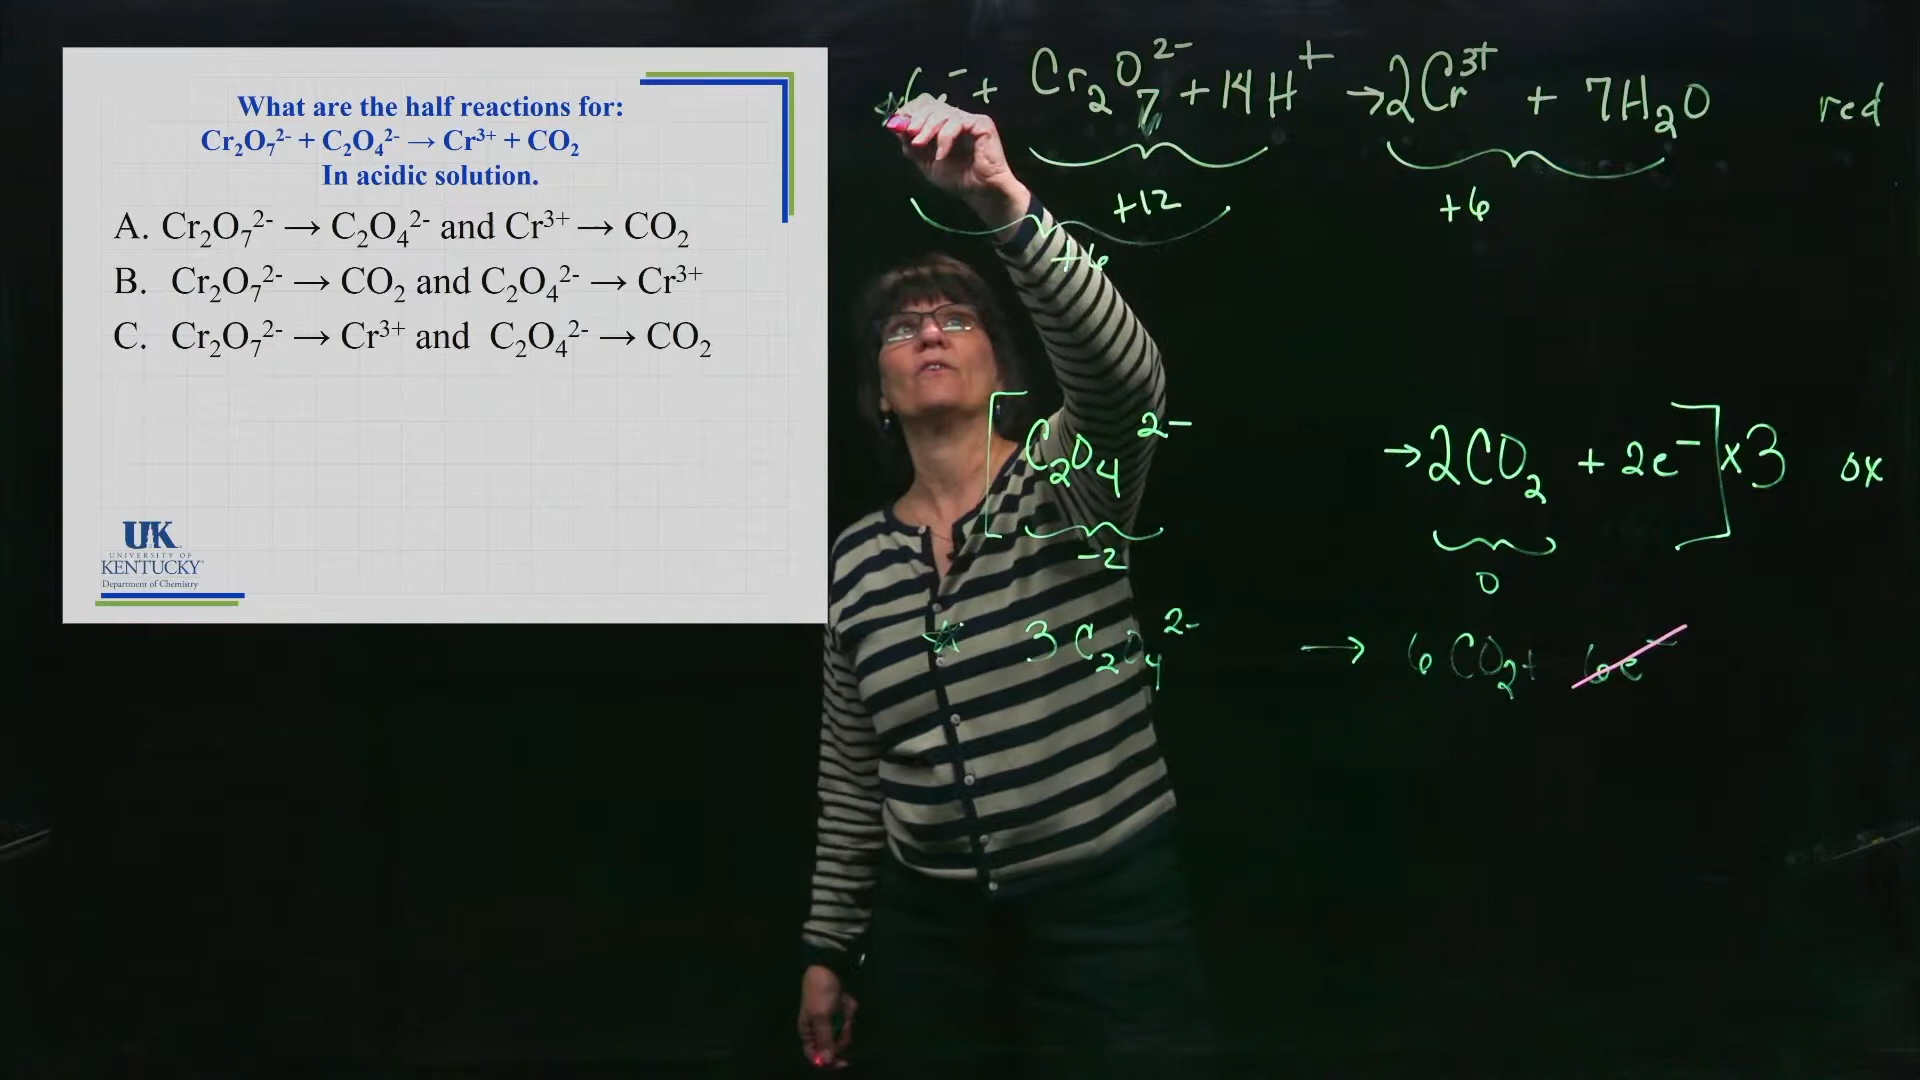 What are the half reactions for:
Cr₂O₇²⁻ + C₂O₄²⁻ → Cr³⁺ + CO₂
In acidic solution.
A. Cr₂O₇²⁻ → C₂O₄²⁻ and Cr³⁺ → CO₂
B. Cr₂O₇²⁻ → CO₂ and C₂O₄²⁻ → Cr³⁺
C. Cr₂O₇²⁻ → Cr³⁺ and C₂O₄²⁻ → CO₂
UK
UNIVERSITY OF
KENTUCKY
Department of Chemistry
+ Cr₂O₇²⁻ + 14H⁺ → 2Cr³⁺ + 7H₂O red
+12 +6
+6
[C₂O₄²⁻ → 2CO₂ + 2e⁻] x3 ox
-2 0
☆ 3C₂O₄²⁻ → 6CO₂ + 6e⁻